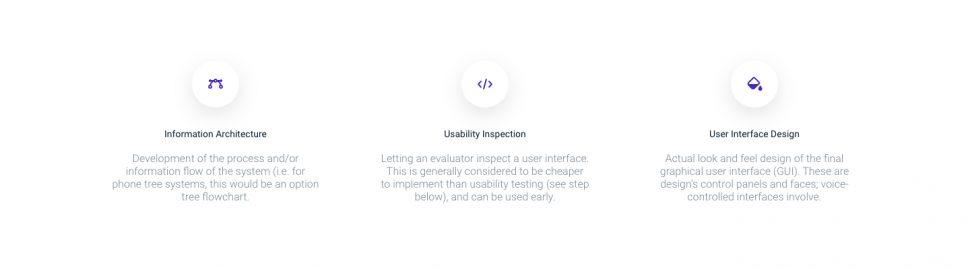 Information Architecture
Development of the process and/or
information flow of the system (i.e. for
phone tree systems, this would be an option
tree flowchart.
Usability Inspection
Letting an evaluator inspect a user interface.
This is generally considered to be cheaper
to implement than usability testing (see step
below), and can be used early.
User Interface Design
Actual look and feel design of the final
graphical user interface (GUI). These are
design's control panels and faces; voice-
controlled interfaces involve.